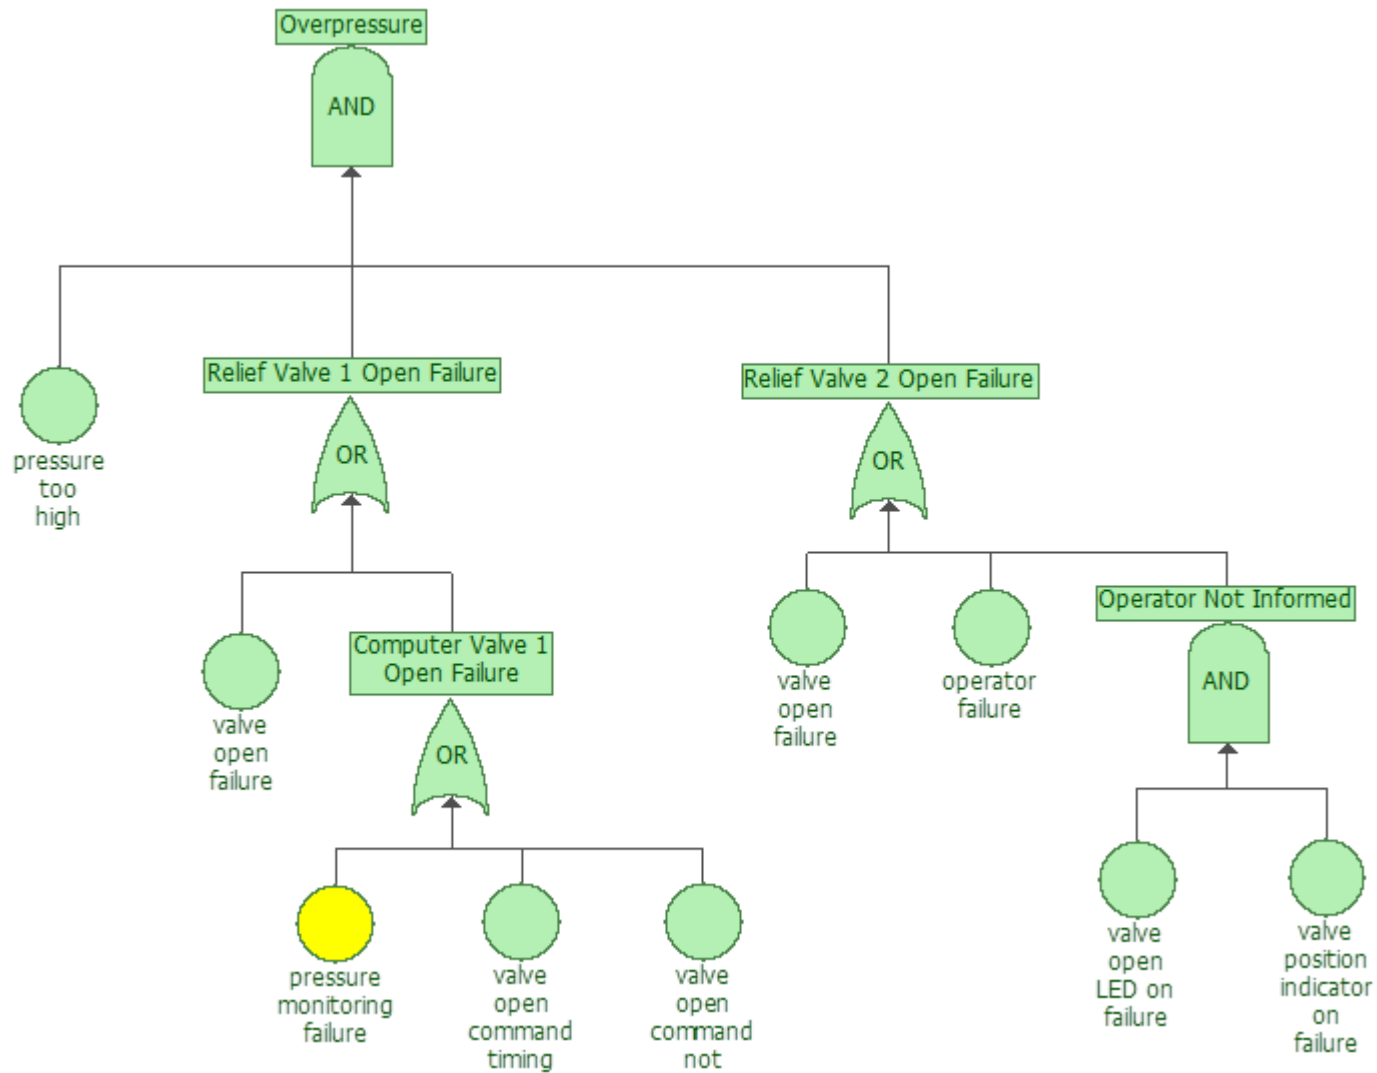 Overpressure
AND
Relief Valve 1 Open Failure
Relief Valve 2 Open Failure
pressure
too
high
OR
OR
valve
open
failure
Computer Valve 1
Open Failure
valve
open
failure
operator
failure
Operator Not Informed
AND
OR
pressure
monitoring
failure
valve
open
command
timing
valve
open
command
not
valve
open
LED on
failure
valve
position
indicator
on
failure